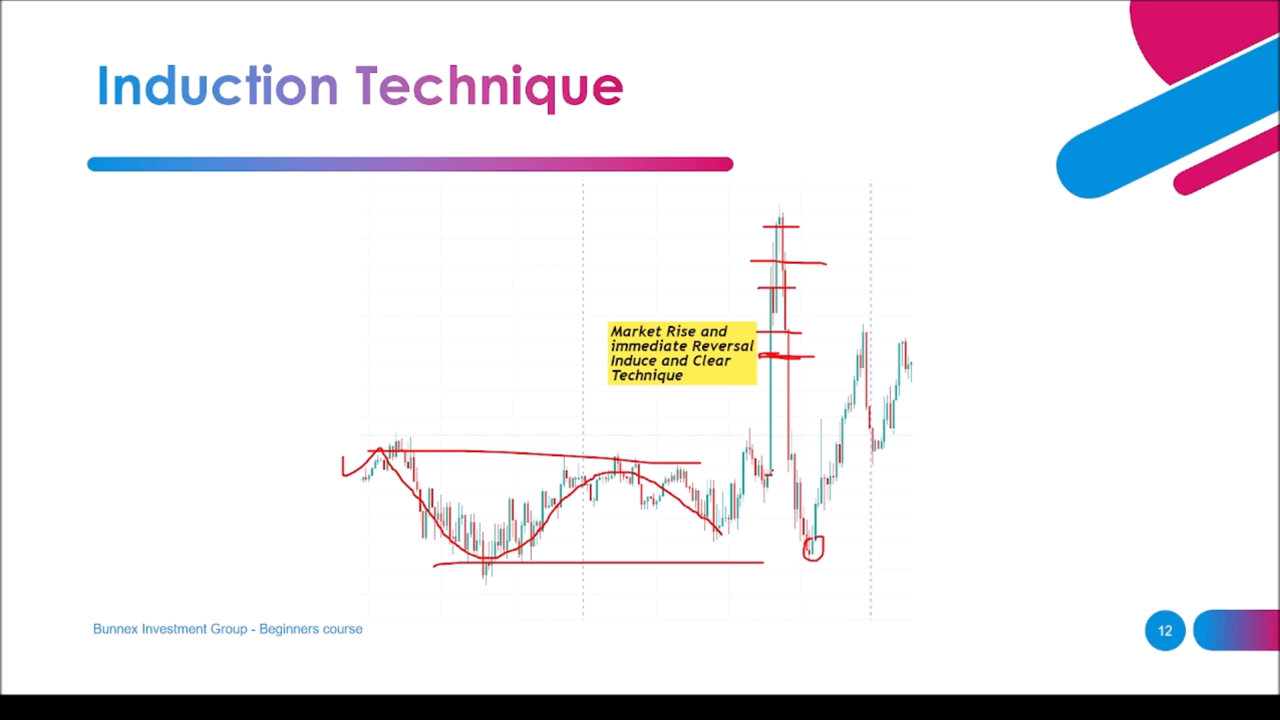 Induction Technique
Market Rise and
immediate Reversal
Induce and Clear
Technique
Bunnex Investment Group - Beginners course
12